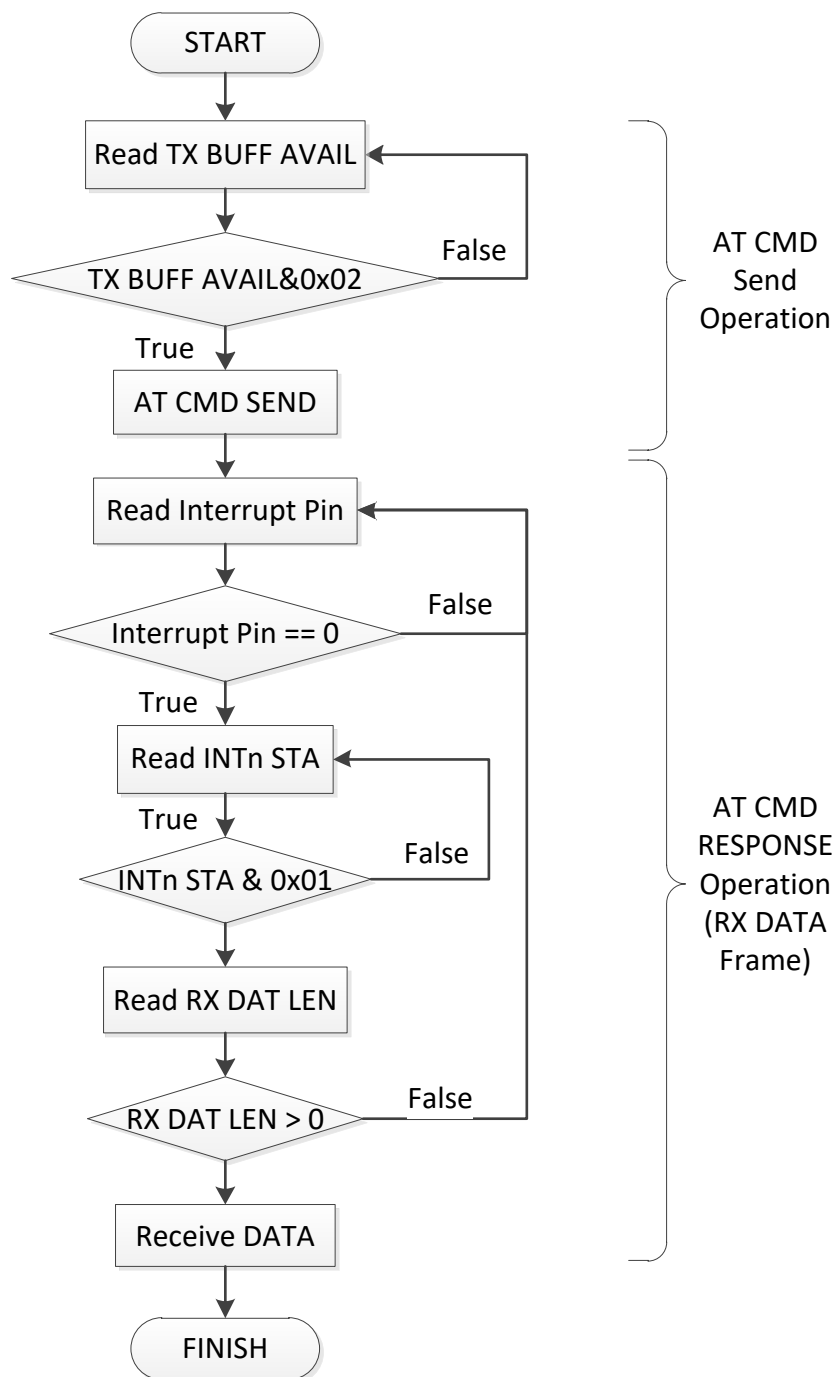 START
Read TX BUFF AVAIL
TX BUFF AVAIL&0x02
False
True
AT CMD SEND
AT CMD
Send
Operation
Read Interrupt Pin
Interrupt Pin == 0
False
True
Read INTn STA
True
INTn STA & 0x01
False
Read RX DAT LEN
RX DAT LEN > 0
False
Receive DATA
AT CMD
RESPONSE
Operation
(RX DATA
Frame)
FINISH